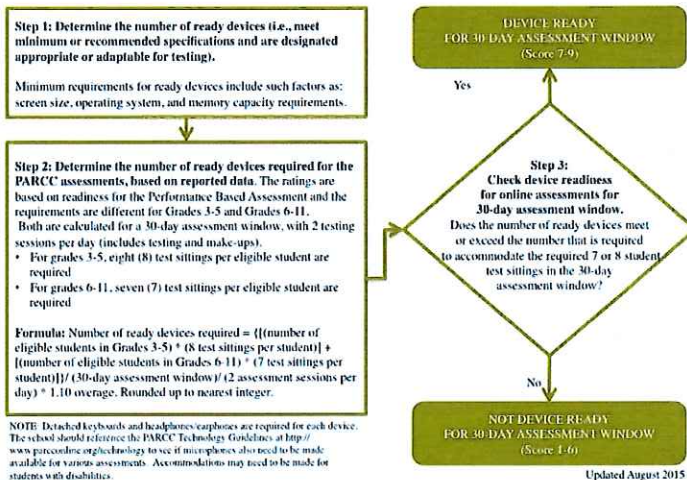 Step 1: Determine the number of ready devices (i.e., meet
minimum or recommended specifications and are designated
appropriate or adaptable for testing).
Minimum requirements for ready devices include such factors as:
screen size, operating system, and memory capacity requirements.
Step 2: Determine the number of ready devices required for the
PARCC assessments, based on reported data. The ratings are
based on readiness for the Performance Based Assessment and the
requirements are different for Grades 3-5 and Grades 6-11.
Both are calculated for a 30-day assessment window, with 2 testing
sessions per day (includes testing and make-ups).
• For grades 3-5, eight (8) test sittings per eligible student are
required
• For grades 6-11, seven (7) test sittings per eligible student are
required
Formula: Number of ready devices required = {[(number of
eligible students in Grades 3-5) * (8 test sittings per student)] +
[(number of eligible students in Grades 6-11) * (7 test sittings per
student)]}/ (30-day assessment window)/ (2 assessment sessions per
day) * 1.10 overage. Rounded up to nearest integer.
NOTE: Detached keyboards and headphones/earphones are required for each device.
The school should reference the PARCC Technology Guidelines at http://
www.parcconline.org/technology to see if microphones also need to be made
available for various assessments. Accommodations may need to be made for
students with disabilities.
DEVICE READY
FOR 30-DAY ASSESSMENT WINDOW
(Score 7-9)
Yes
Step 3:
Check device readiness
for online assessments for
30-day assessment window.
Does the number of ready devices meet
or exceed the number that is required
to accommodate the required 7 or 8 student
test sittings in the 30-day
assessment window?
No
NOT DEVICE READY
FOR 30-DAY ASSESSMENT WINDOW
(Score 1-6)
Updated August 2015